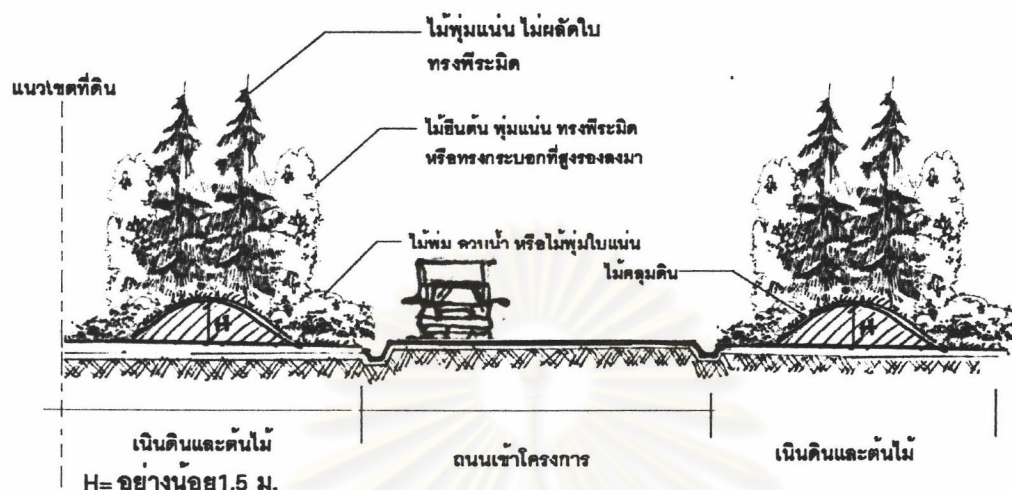 ไม้พุ่มแน่น ไม่ผลัดใบ
ทรงพีระมิด
แนวเขตที่ดิน
ไม้ยืนต้น พุ่มแน่น ทรงพีระมิด
หรือทรงกระบอกที่สูงรองลงมา
ไม้พุ่ม ควบน้ำ หรือไม้พุ่มใบแน่น
ไม้คลุมดิน
H
H
เนินดินและต้นไม้
ถนนเข้าโครงการ
เนินดินและต้นไม้
H= อย่างน้อย1.5 ม.